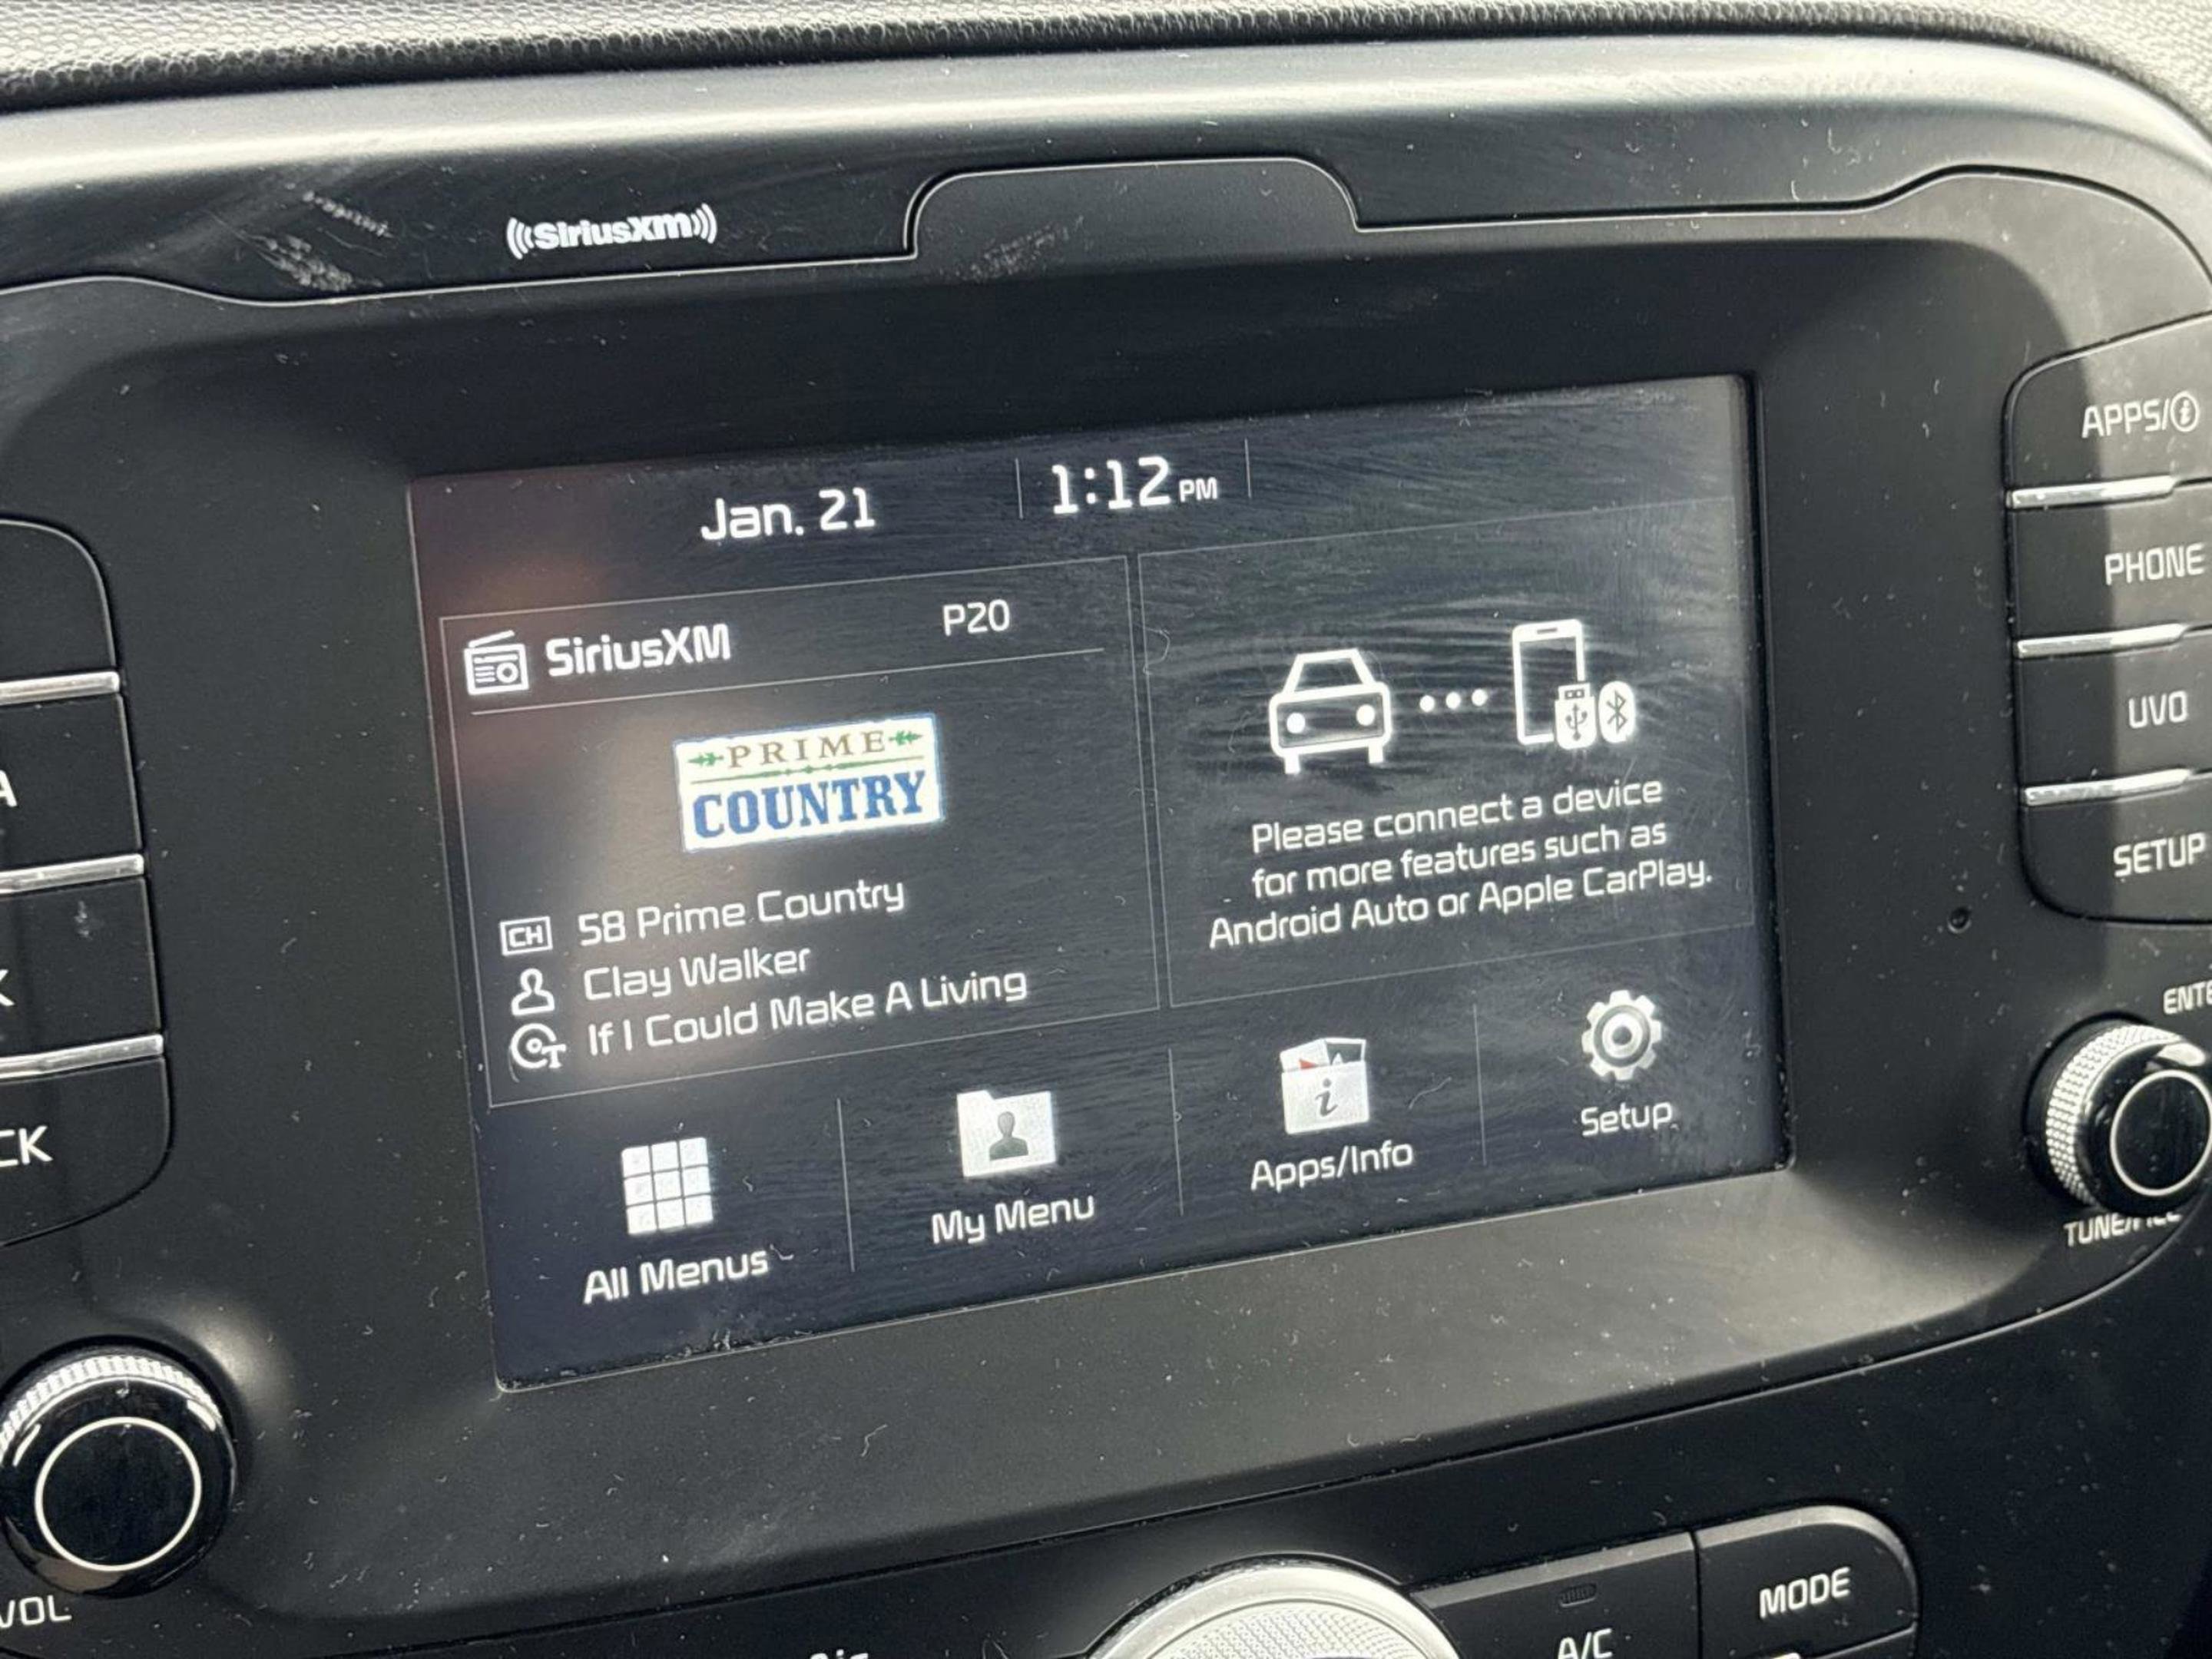 SiriusXM
APPS/
Jan. 21
1:12 PM
PHONE
SiriusXM
P20
UVO
PRIME
COUNTRY
Please connect a device
for more features such as
Android Auto or Apple CarPlay.
SETUP
CH 58 Prime Country
Clay Walker
If I Could Make A Living
All Menus
My Menu
Apps/Info
Setup
CK
VOL
MODE
A/C